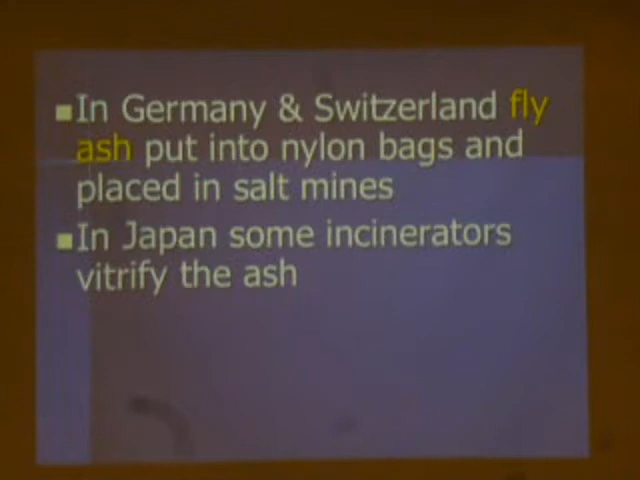 ■In Germany & Switzerland fly
ash put into nylon bags and
placed in salt mines
■In Japan some incinerators
vitrify the ash